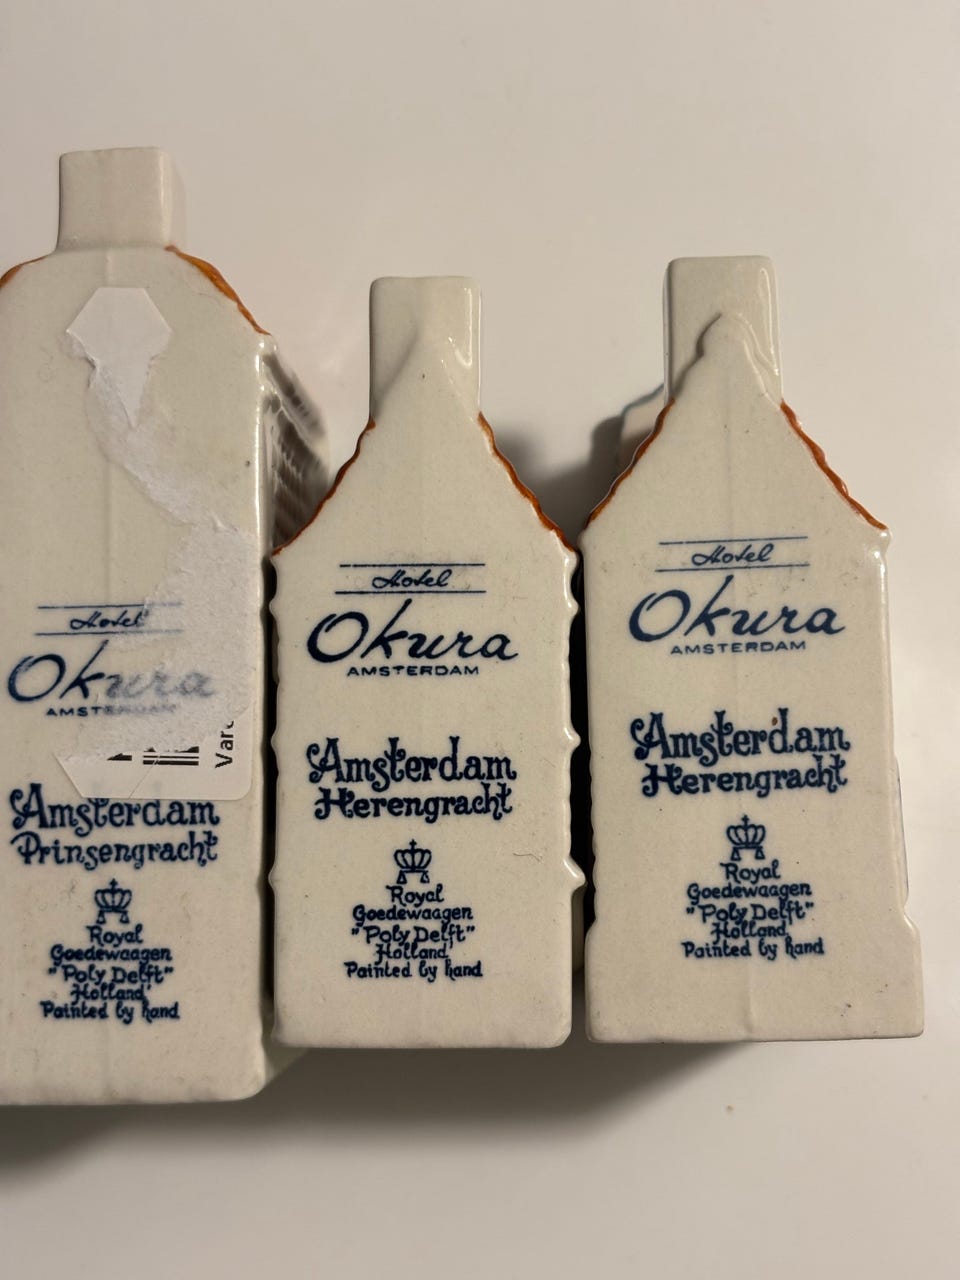 Hotel
Okura
AMSTERDAM
Vare
Amsterdam
Prinsengracht
Royal
Goedewaagen
"Poly Delft"
Holland
Painted by hand
Hotel
Okura
AMSTERDAM
Amsterdam
Herengracht
Royal
Goedewaagen
"Poly Delft"
Holland
Painted by hand
Hotel
Okura
AMSTERDAM
Amsterdam
Herengracht
Royal
Goedewaagen
"Poly Delft"
Holland
Painted by hand